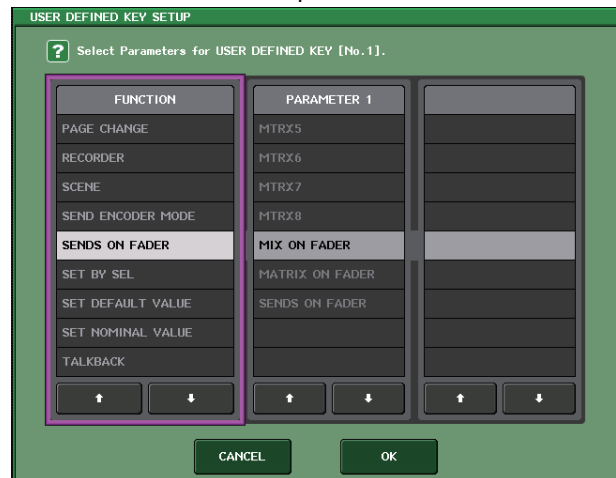 USER DEFINED KEY SETUP
? Select Parameters for USER DEFINED KEY [No.1].
FUNCTION
PAGE CHANGE
RECORDER
SCENE
SEND ENCODER MODE
SENDS ON FADER
SET BY SEL
SET DEFAULT VALUE
SET NOMINAL VALUE
TALKBACK
PARAMETER 1
MTRX5
MTRX6
MTRX7
MTRX8
MIX ON FADER
MATRIX ON FADER
SENDS ON FADER
CANCEL
OK